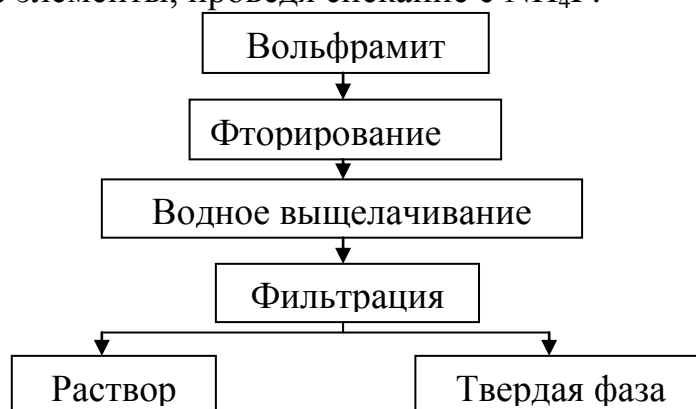 элементы, проведя спекание с NH₄F.
Вольфрамит
Фторирование
Водное выщелачивание
Фильтрация
Раствор
Твердая фаза